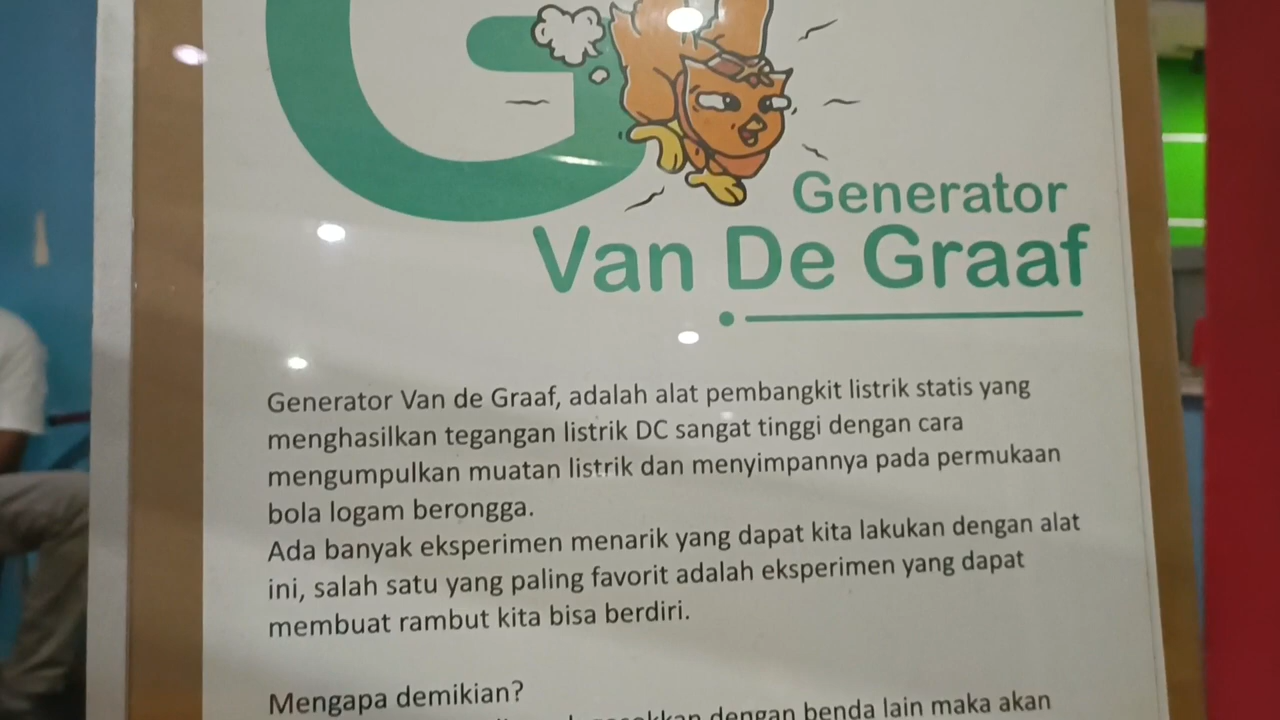 G
Generator
Van De Graaf
Generator Van de Graaf, adalah alat pembangkit listrik statis yang
menghasilkan tegangan listrik DC sangat tinggi dengan cara
mengumpulkan muatan listrik dan menyimpannya pada permukaan
bola logam berongga.
Ada banyak eksperimen menarik yang dapat kita lakukan dengan alat
ini, salah satu yang paling favorit adalah eksperimen yang dapat
membuat rambut kita bisa berdiri.
Mengapa demikian?
dengan benda lain maka akan